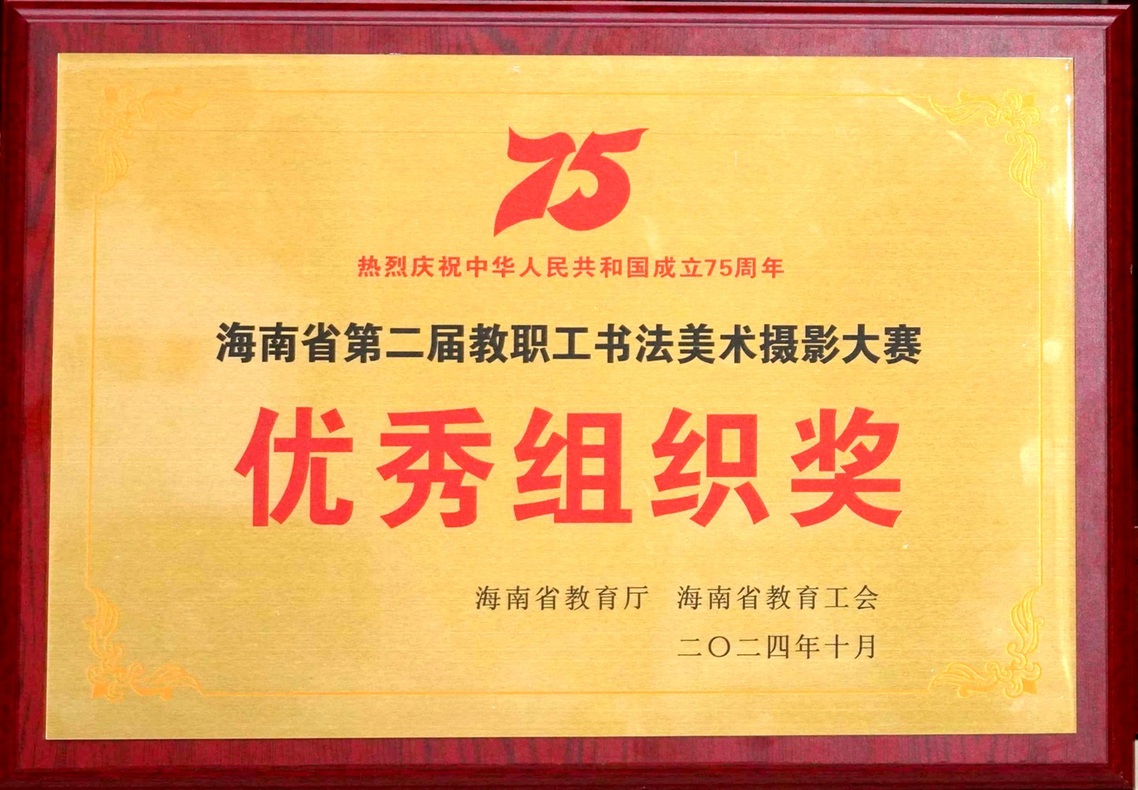 75
热烈庆祝中华人民共和国成立75周年
海南省第二届教职工书法美术摄影大赛
优秀组织奖
海南省教育厅 海南省教育工会
二〇二四年十月